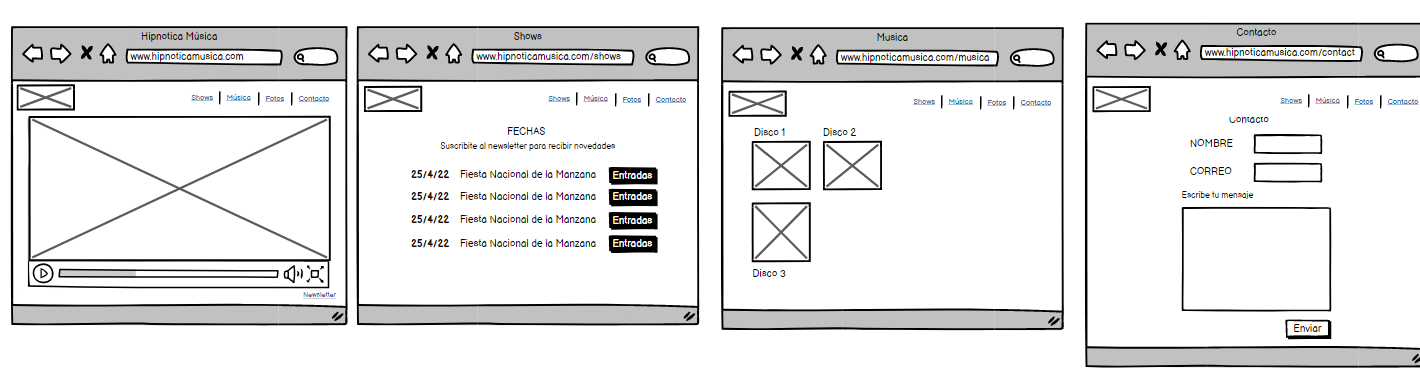 Hipnotica Música
www.hipnoticamusica.com
Shows | Música | Fotos | Contacto
Newsletter
Shows
www.hipnoticamusica.com/shows
Shows | Música | Fotos | Contacto
FECHAS
Suscribite al newsletter para recibir novedades
25/4/22 Fiesta Nacional de la Manzana Entradas
25/4/22 Fiesta Nacional de la Manzana Entradas
25/4/22 Fiesta Nacional de la Manzana Entradas
25/4/22 Fiesta Nacional de la Manzana Entradas
Musica
www.hipnoticamusica.com/musica
Shows | Música | Fotos | Contacto
Disco 1 Disco 2
Disco 3
Contacto
www.hipnoticamusica.com/contact
Shows | Música | Fotos | Contacto
Contacto
NOMBRE
CORREO
Escribe tu mensaje
Enviar